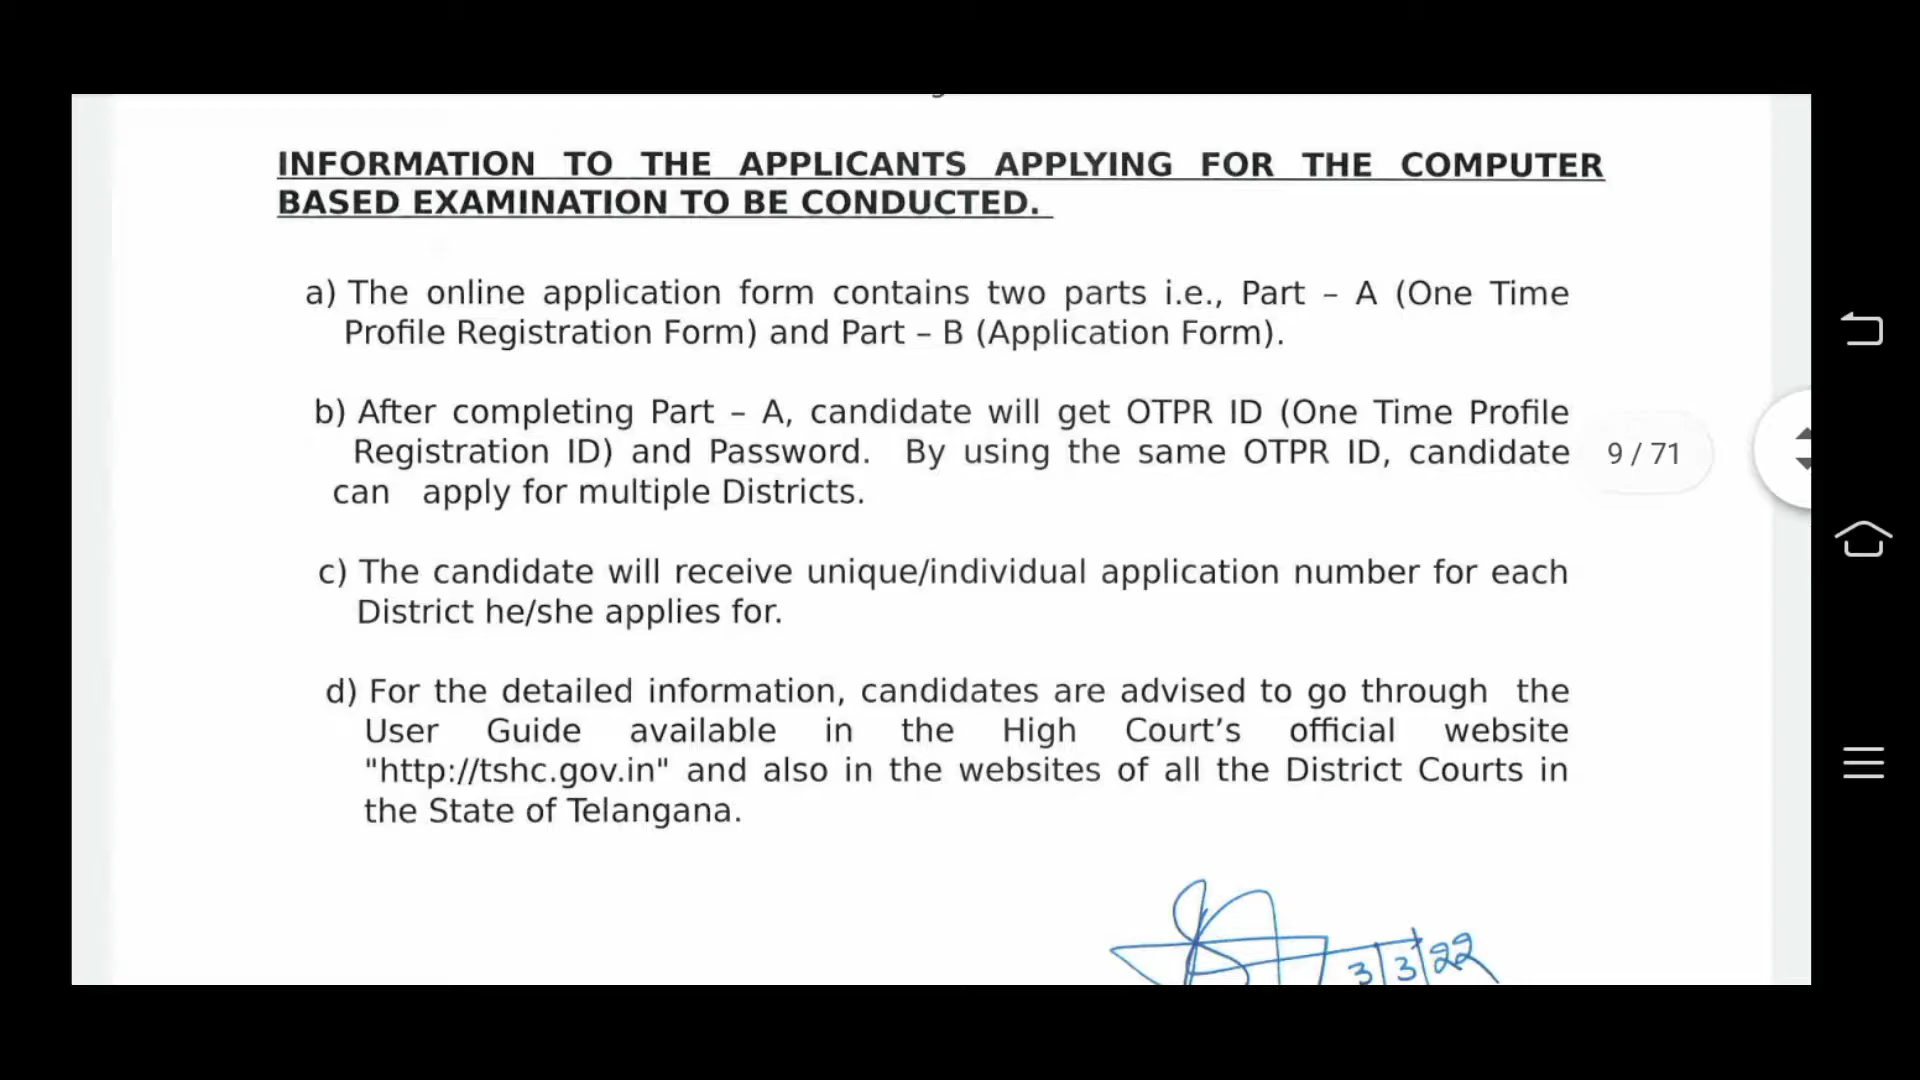 INFORMATION TO THE APPLICANTS APPLYING FOR THE COMPUTER
BASED EXAMINATION TO BE CONDUCTED.
a) The online application form contains two parts i.e., Part – A (One Time
Profile Registration Form) and Part – B (Application Form).
b) After completing Part – A, candidate will get OTPR ID (One Time Profile
Registration ID) and Password. By using the same OTPR ID, candidate
can apply for multiple Districts.
9 / 71
c) The candidate will receive unique/individual application number for each
District he/she applies for.
d) For the detailed information, candidates are advised to go through the
User Guide available in the High Court’s official website
"http://tshc.gov.in" and also in the websites of all the District Courts in
the State of Telangana.
3/3/22